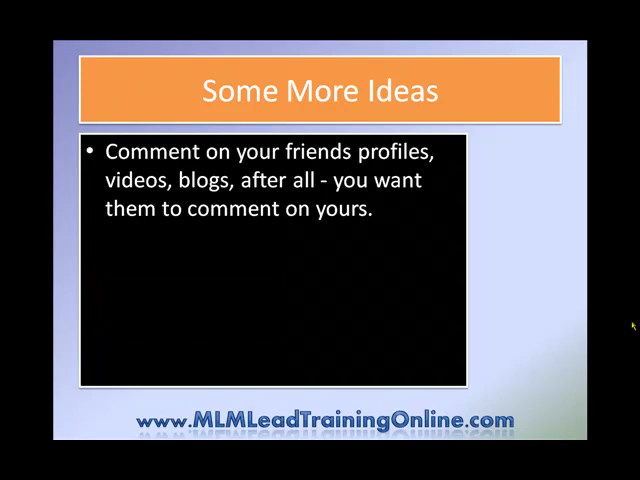 Some More Ideas
• Comment on your friends profiles,
videos, blogs, after all - you want
them to comment on yours.
www.MLMLeadTrainingOnline.com